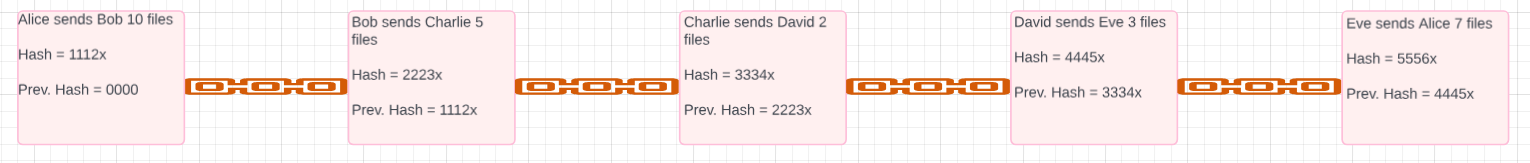 Alice sends Bob 10 files
Hash = 1112x
Prev. Hash = 0000
Bob sends Charlie 5
files
Hash = 2223x
Prev. Hash = 1112x
Charlie sends David 2
files
Hash = 3334x
Prev. Hash = 2223x
David sends Eve 3 files
Hash = 4445x
Prev. Hash = 3334x
Eve sends Alice 7 files
Hash = 5556x
Prev. Hash = 4445x